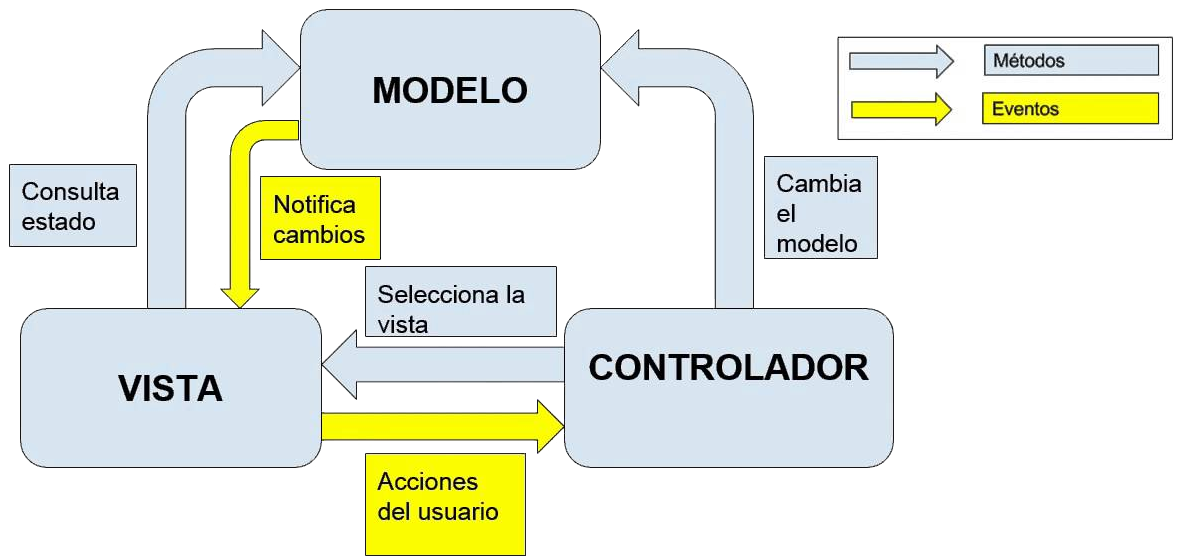 MODELO
Métodos
Eventos
Consulta
estado
Notifica
cambios
Cambia
el
modelo
Selecciona la
vista
VISTA
CONTROLADOR
Acciones
del usuario